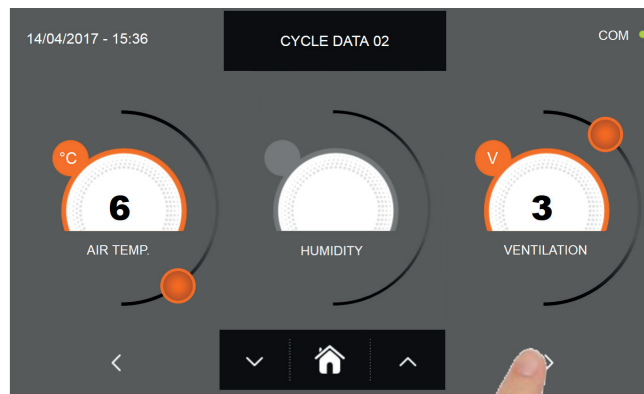 14/04/2017 - 15:36
CYCLE DATA 02
COM
°C
V
6
3
AIR TEMP.
HUMIDITY
VENTILATION